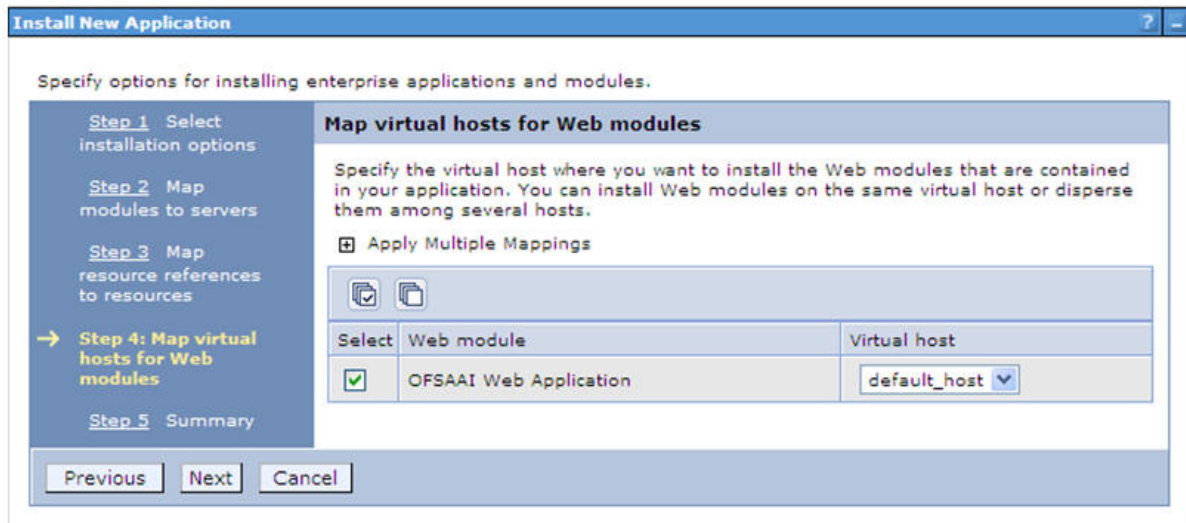 Install New Application
?
Specify options for installing enterprise applications and modules.
Step 1 Select
installation options
Step 2 Map
modules to servers
Step 3 Map
resource references
to resources
Step 4: Map virtual
hosts for Web
modules
Step 5 Summary
Map virtual hosts for Web modules
Specify the virtual host where you want to install the Web modules that are contained
in your application. You can install Web modules on the same virtual host or disperse
them among several hosts.
Apply Multiple Mappings
Select Web module Virtual host
OFSAAI Web Application default_host
Previous Next Cancel